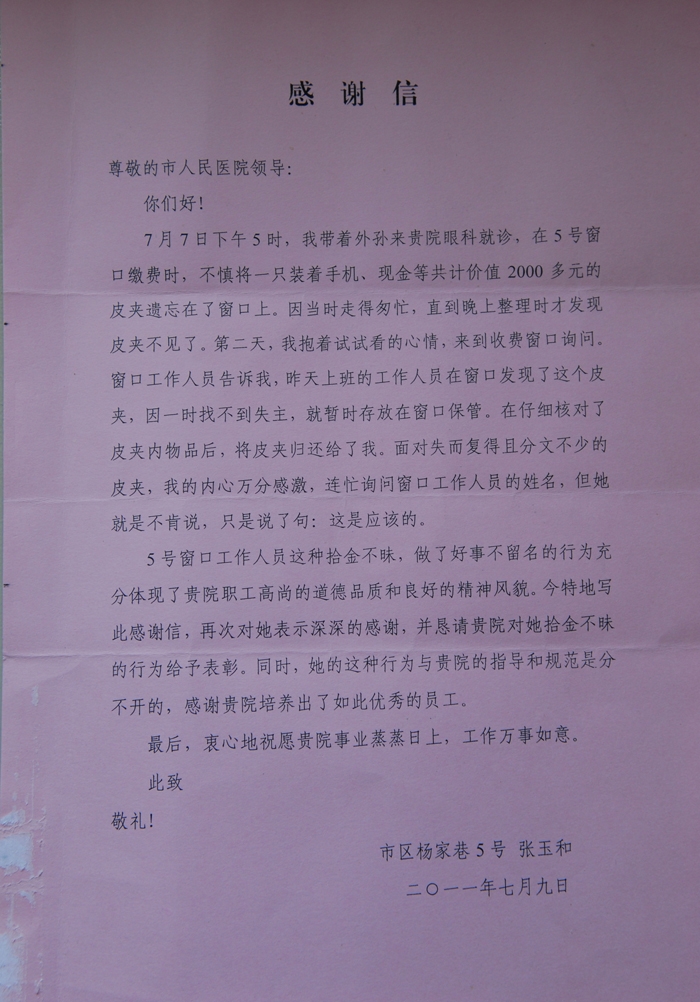 感谢信
尊敬的市人民医院领导：
你们好！
7月7日下午5时，我带着外孙来贵院眼科就诊，在5号窗
口缴费时，不慎将一只装着手机、现金等共计价值2000多元的
皮夹遗忘在了窗口上。因当时走得匆忙，直到晚上整理时才发现
皮夹不见了。第二天，我抱着试试看的心情，来到收费窗口询问。
窗口工作人员告诉我，昨天上班的工作人员在窗口发现了这个皮
夹，因一时找不到失主，就暂时存放在窗口保管。在仔细核对了
皮夹内物品后，将皮夹归还给了我。面对失而复得且分文不少的
皮夹，我的内心万分感激，连忙询问窗口工作人员的姓名，但她
就是不肯说，只是说了句：这是应该的。
5号窗口工作人员这种拾金不昧，做了好事不留名的行为充
分体现了贵院职工高尚的道德品质和良好的精神风貌。今特地写
此感谢信，再次对她表示深深的感谢，并恳请贵院对她拾金不昧
的行为给予表彰。同时，她的这种行为与贵院的指导和规范是分
不开的，感谢贵院培养出了如此优秀的员工。
最后，衷心地祝愿贵院事业蒸蒸日上，工作万事如意。
此致
敬礼！
市区杨家巷5号 张玉和
二〇一一年七月九日